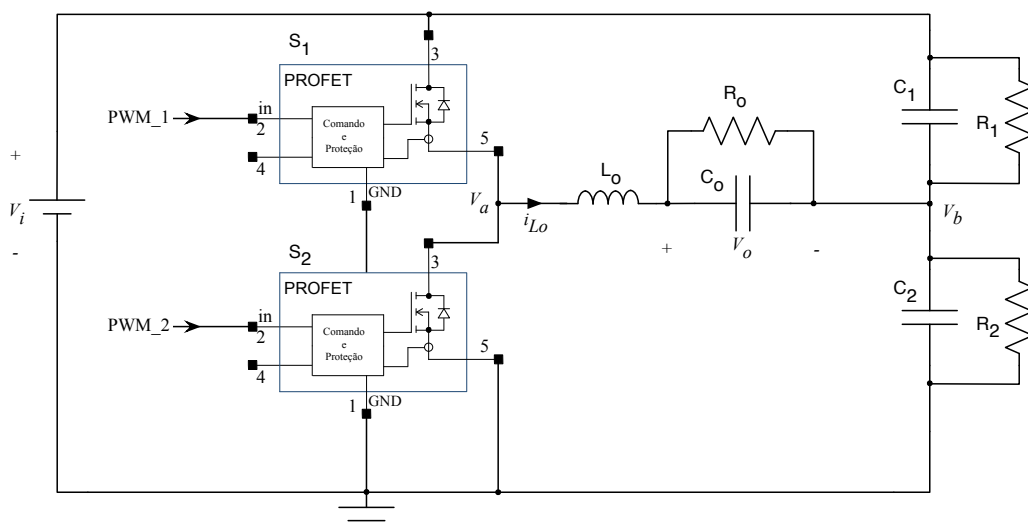 S1
3
PROFET
PWM_1
in
2
Comando
e
Proteção
4
5
1
GND
+
Vi
-
Va
iLo
Lo
Ro
Co
+
Vo
-
Vb
C1
R1
C2
R2
S2
3
PROFET
PWM_2
in
2
Comando
e
Proteção
4
5
1
GND